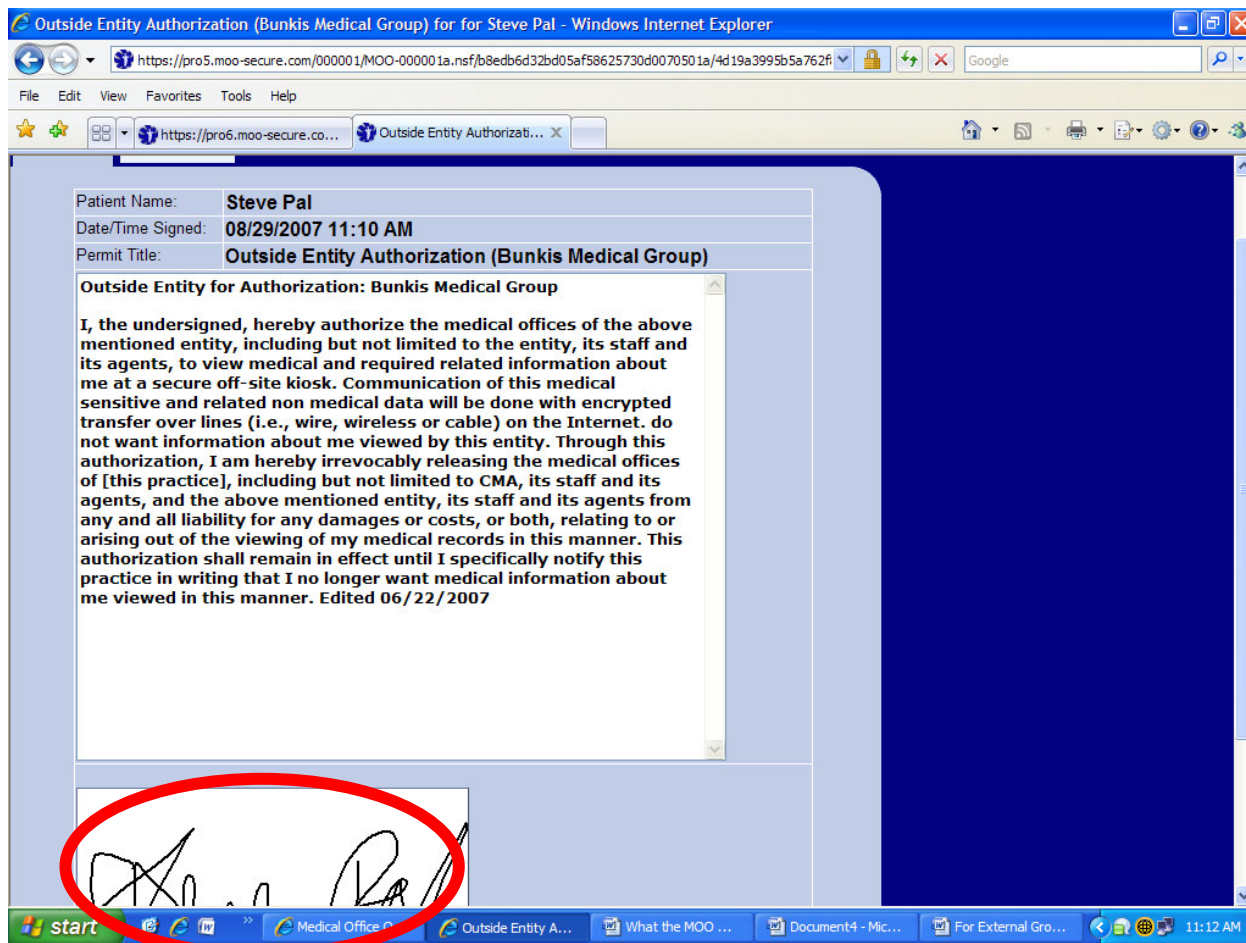 Outside Entity Authorization (Bunkis Medical Group) for for Steve Pal - Windows Internet Explorer
https://pro5.moo-secure.com/000001/MOO-000001a.nsf/b8edb6d32bd05af58625730d0070501a/4d19a3995b5a762f
Google
File Edit View Favorites Tools Help
https://pro6.moo-secure.co... Outside Entity Authorizati...
Patient Name: Steve Pal
Date/Time Signed: 08/29/2007 11:10 AM
Permit Title: Outside Entity Authorization (Bunkis Medical Group)
Outside Entity for Authorization: Bunkis Medical Group
I, the undersigned, hereby authorize the medical offices of the above
mentioned entity, including but not limited to the entity, its staff and
its agents, to view medical and required related information about
me at a secure off-site kiosk. Communication of this medical
sensitive and related non medical data will be done with encrypted
transfer over lines (i.e., wire, wireless or cable) on the Internet. do
not want information about me viewed by this entity. Through this
authorization, I am hereby irrevocably releasing the medical offices
of [this practice], including but not limited to CMA, its staff and its
agents, and the above mentioned entity, its staff and its agents from
any and all liability for any damages or costs, or both, relating to or
arising out of the viewing of my medical records in this manner. This
authorization shall remain in effect until I specifically notify this
practice in writing that I no longer want medical information about
me viewed in this manner. Edited 06/22/2007
start Medical Office O... Outside Entity A... What the MOO ... Document4 - Mic... For External Gro... 11:12 AM